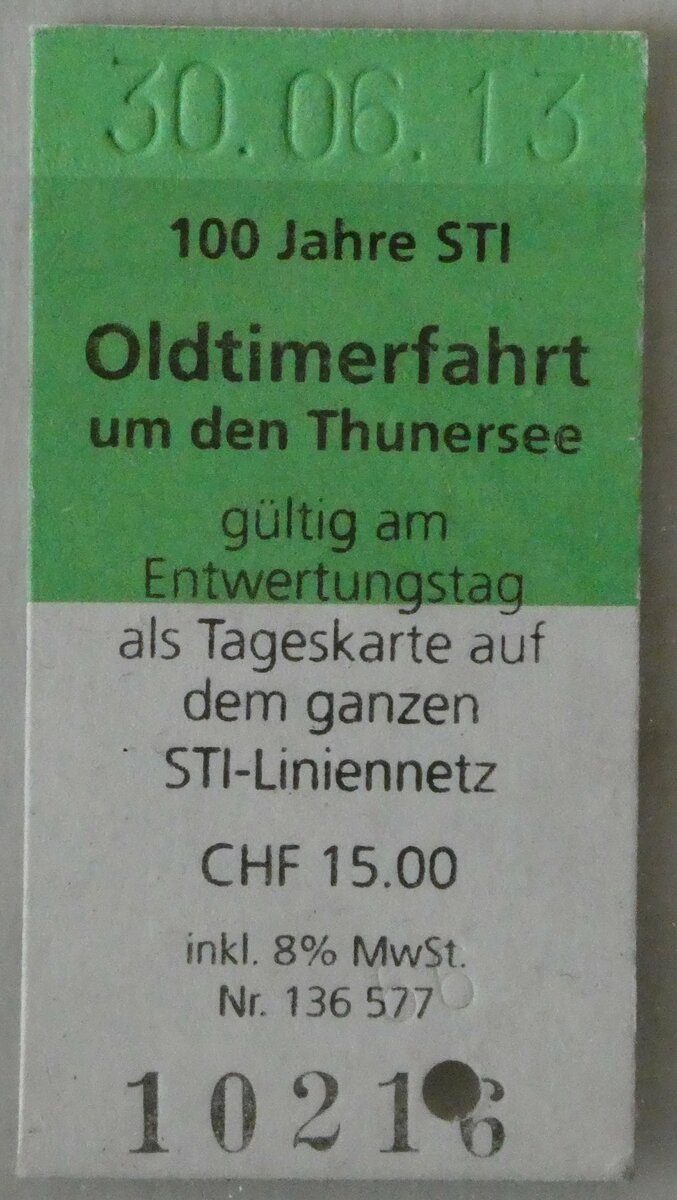 30.06.13
100 Jahre STI
Oldtimerfahrt
um den Thunersee
gültig am
Entwertungstag
als Tageskarte auf
dem ganzen
STI-Liniennetz
CHF 15.00
inkl. 8% MwSt.
Nr. 136 577
10216